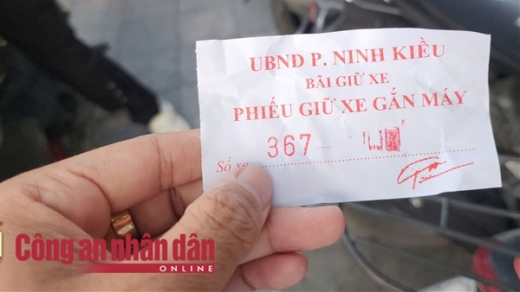 UBND P. NINH KIỀU
BÃI GIỮ XE
PHIẾU GIỮ XE GẮN MÁY
Số xe 367-
Công an nhân dân
ONLINE